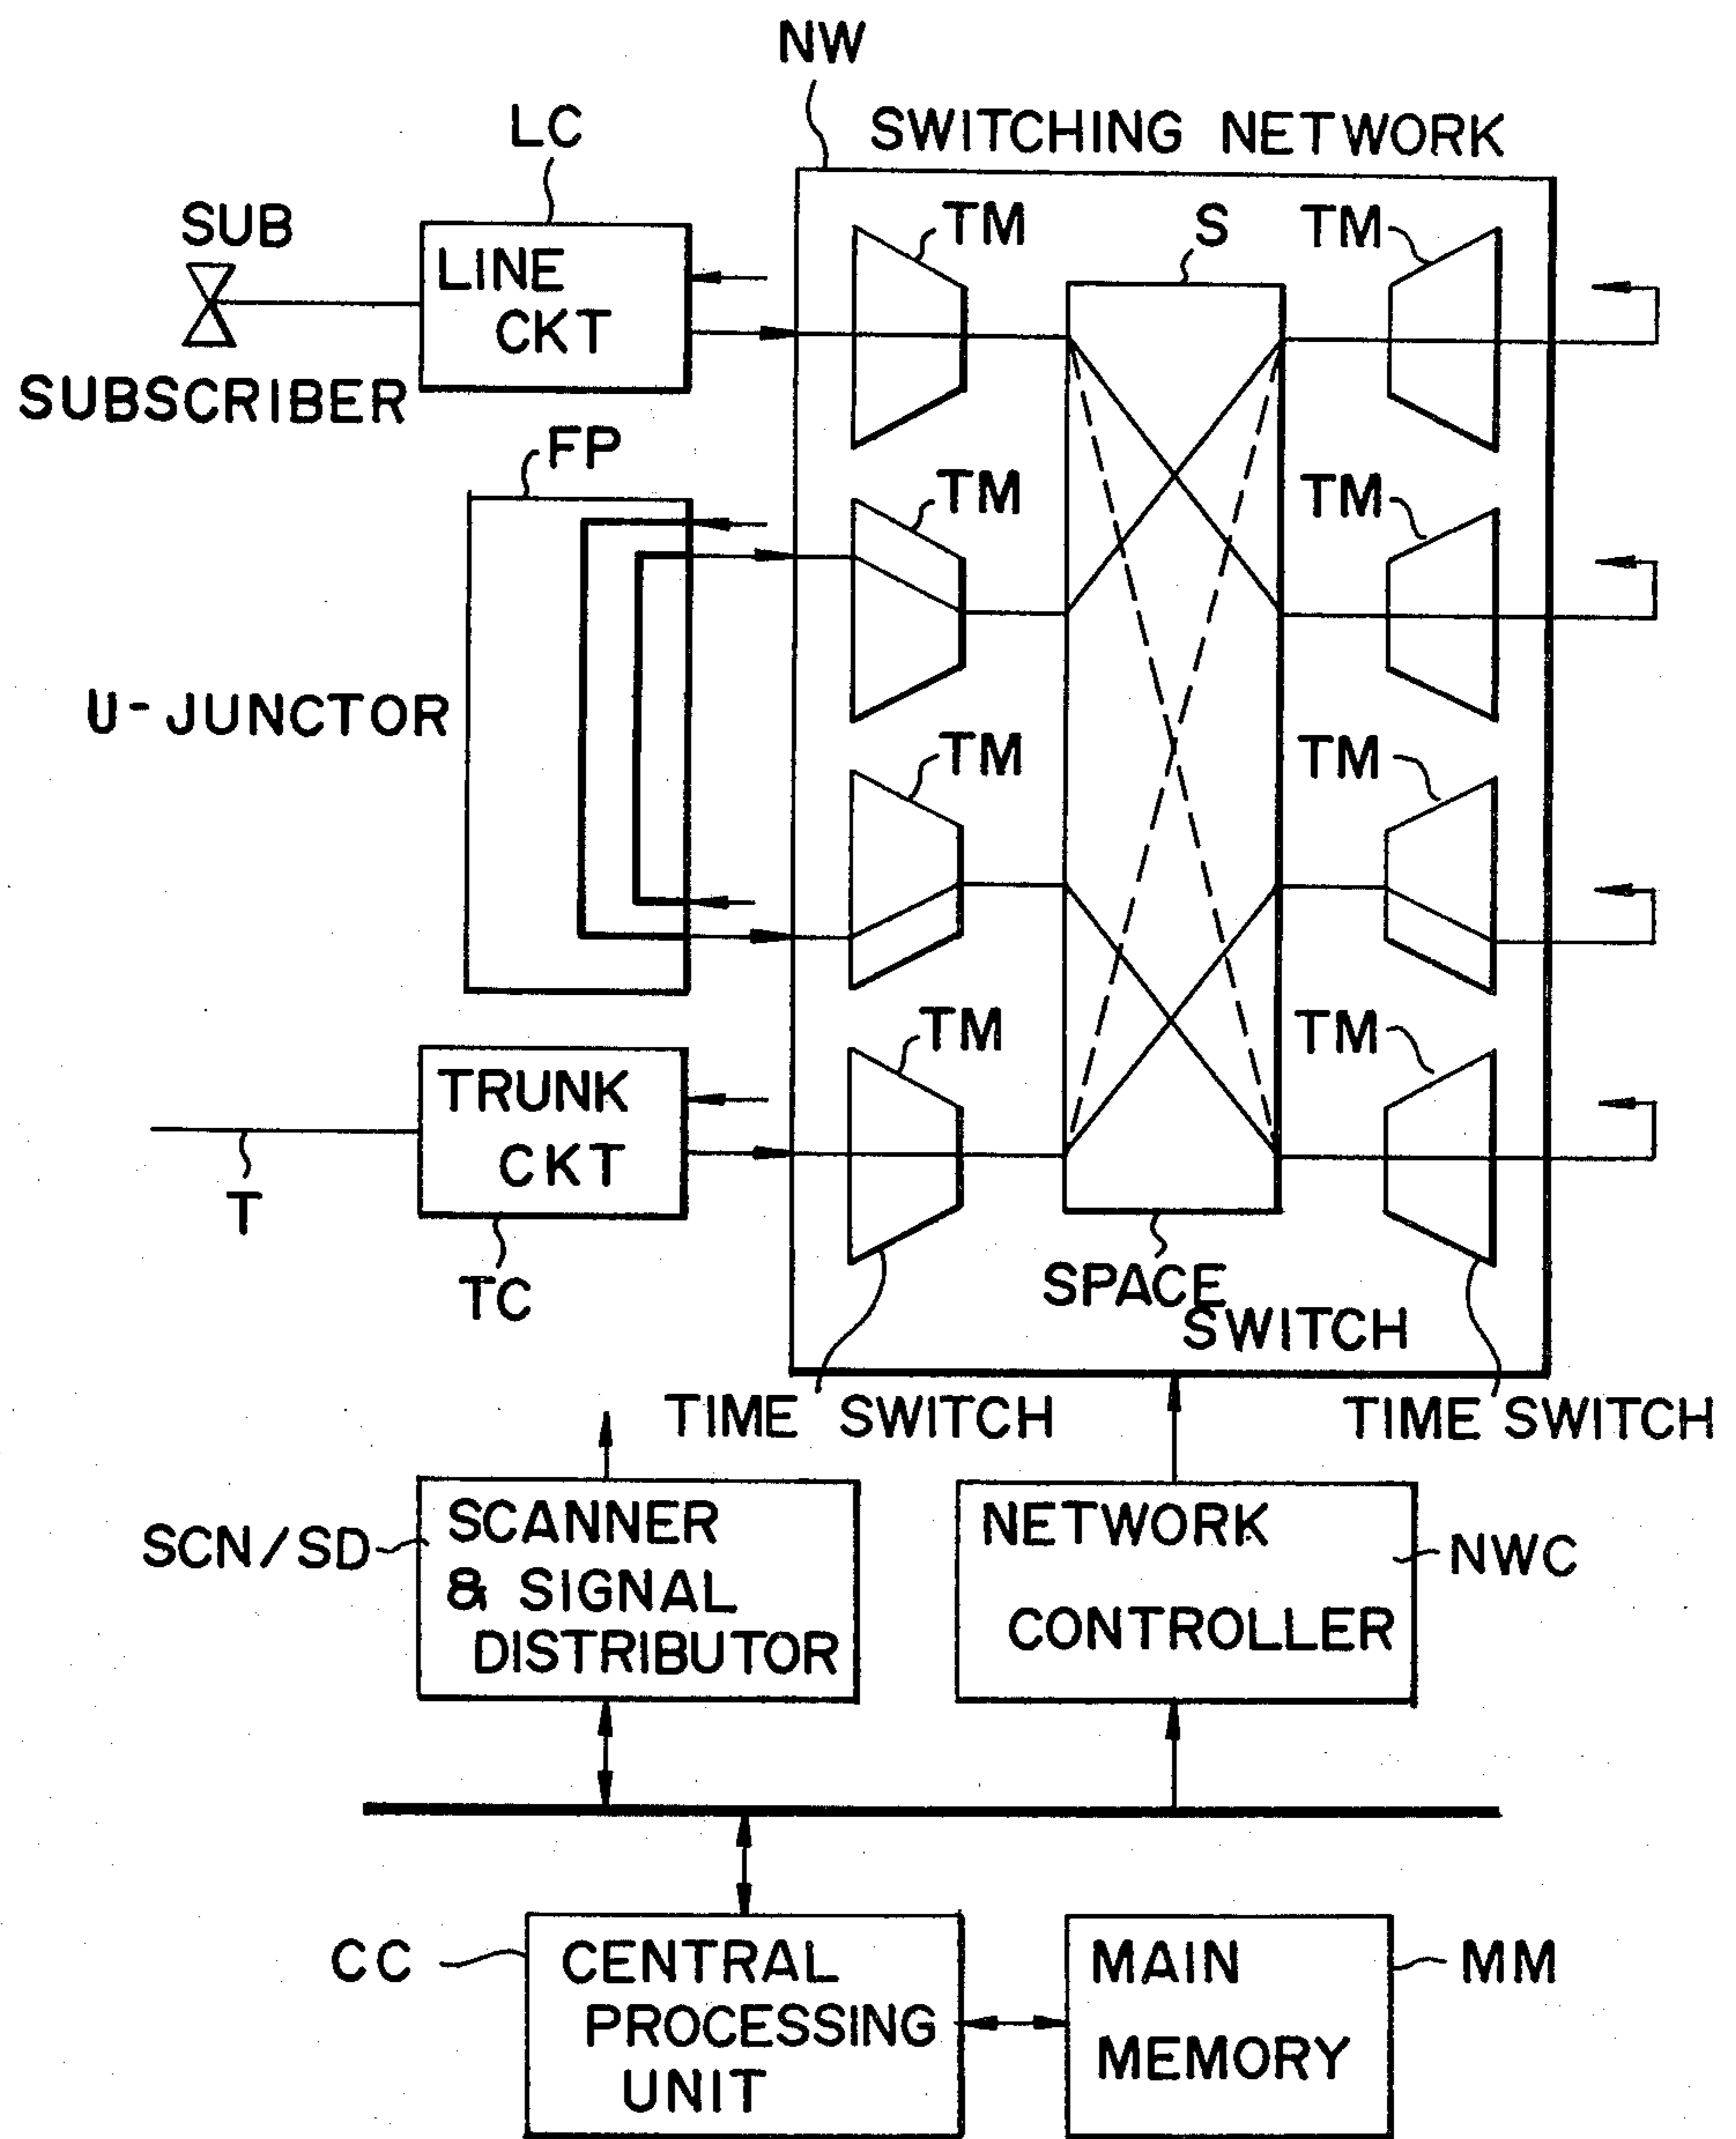 NW
SWITCHING NETWORK
LC
SUB
LINE
CKT
SUBSCRIBER
TM
S
TM
FP
TM
TM
U-JUNCTOR
TM
TM
TM
TM
TRUNK
CKT
T
TC
SPACE
SWITCH
TIME SWITCH
TIME SWITCH
SCN/SD
SCANNER
& SIGNAL
DISTRIBUTOR
NETWORK
CONTROLLER
NWC
CC
CENTRAL
PROCESSING
UNIT
MAIN
MEMORY
MM